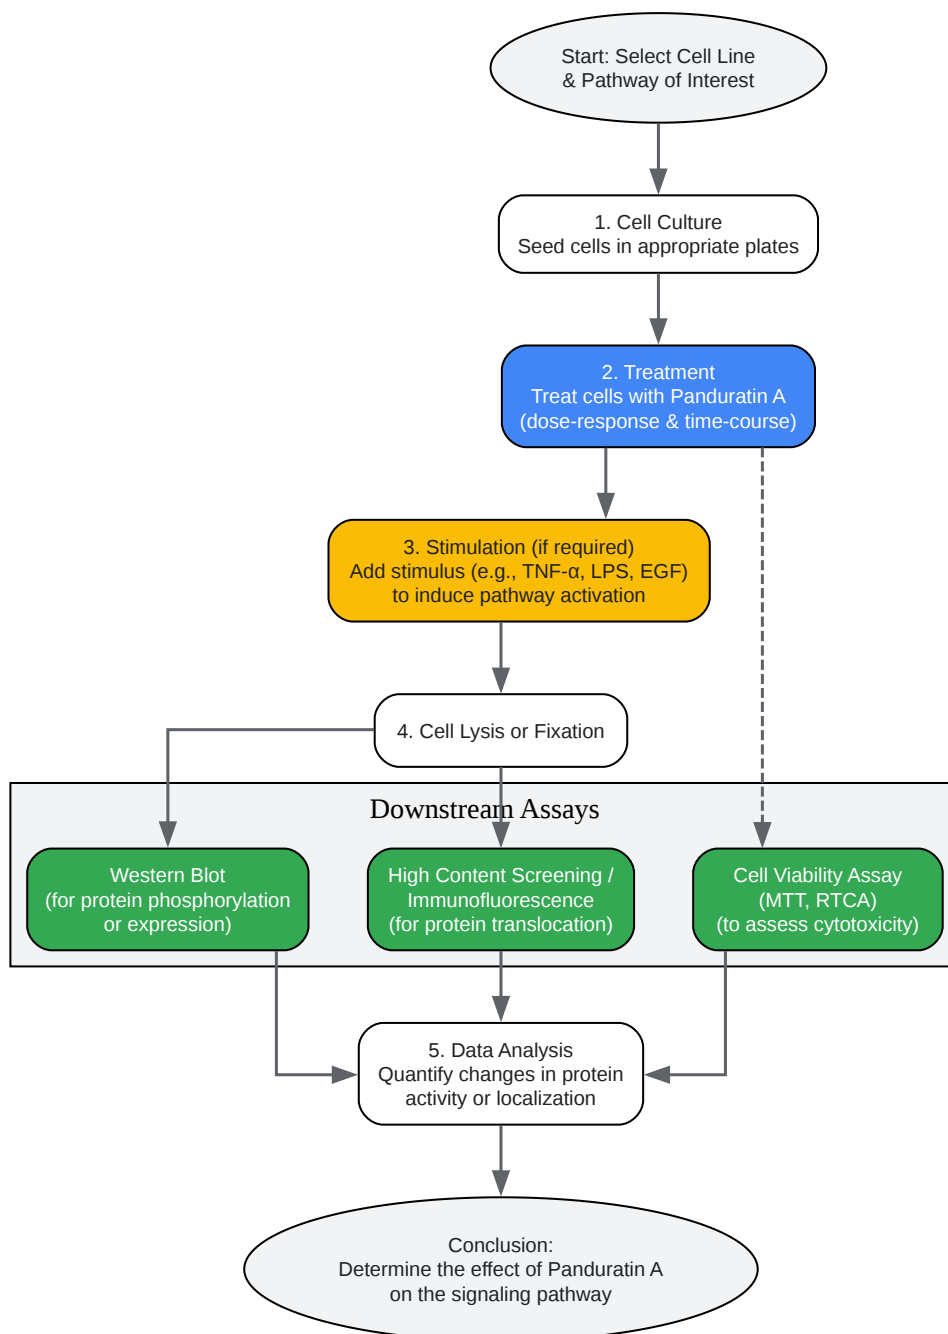 Start: Select Cell Line
& Pathway of Interest
1. Cell Culture
Seed cells in appropriate plates
2. Treatment
Treat cells with Panduratin A
(dose-response & time-course)
3. Stimulation (if required)
Add stimulus (e.g., TNF-α, LPS, EGF)
to induce pathway activation
4. Cell Lysis or Fixation
Downstream Assays
Western Blot
(for protein phosphorylation
or expression)
High Content Screening /
Immunofluorescence
(for protein translocation)
Cell Viability Assay
(MTT, RTCA)
(to assess cytotoxicity)
5. Data Analysis
Quantify changes in protein
activity or localization
Conclusion:
Determine the effect of Panduratin A
on the signaling pathway